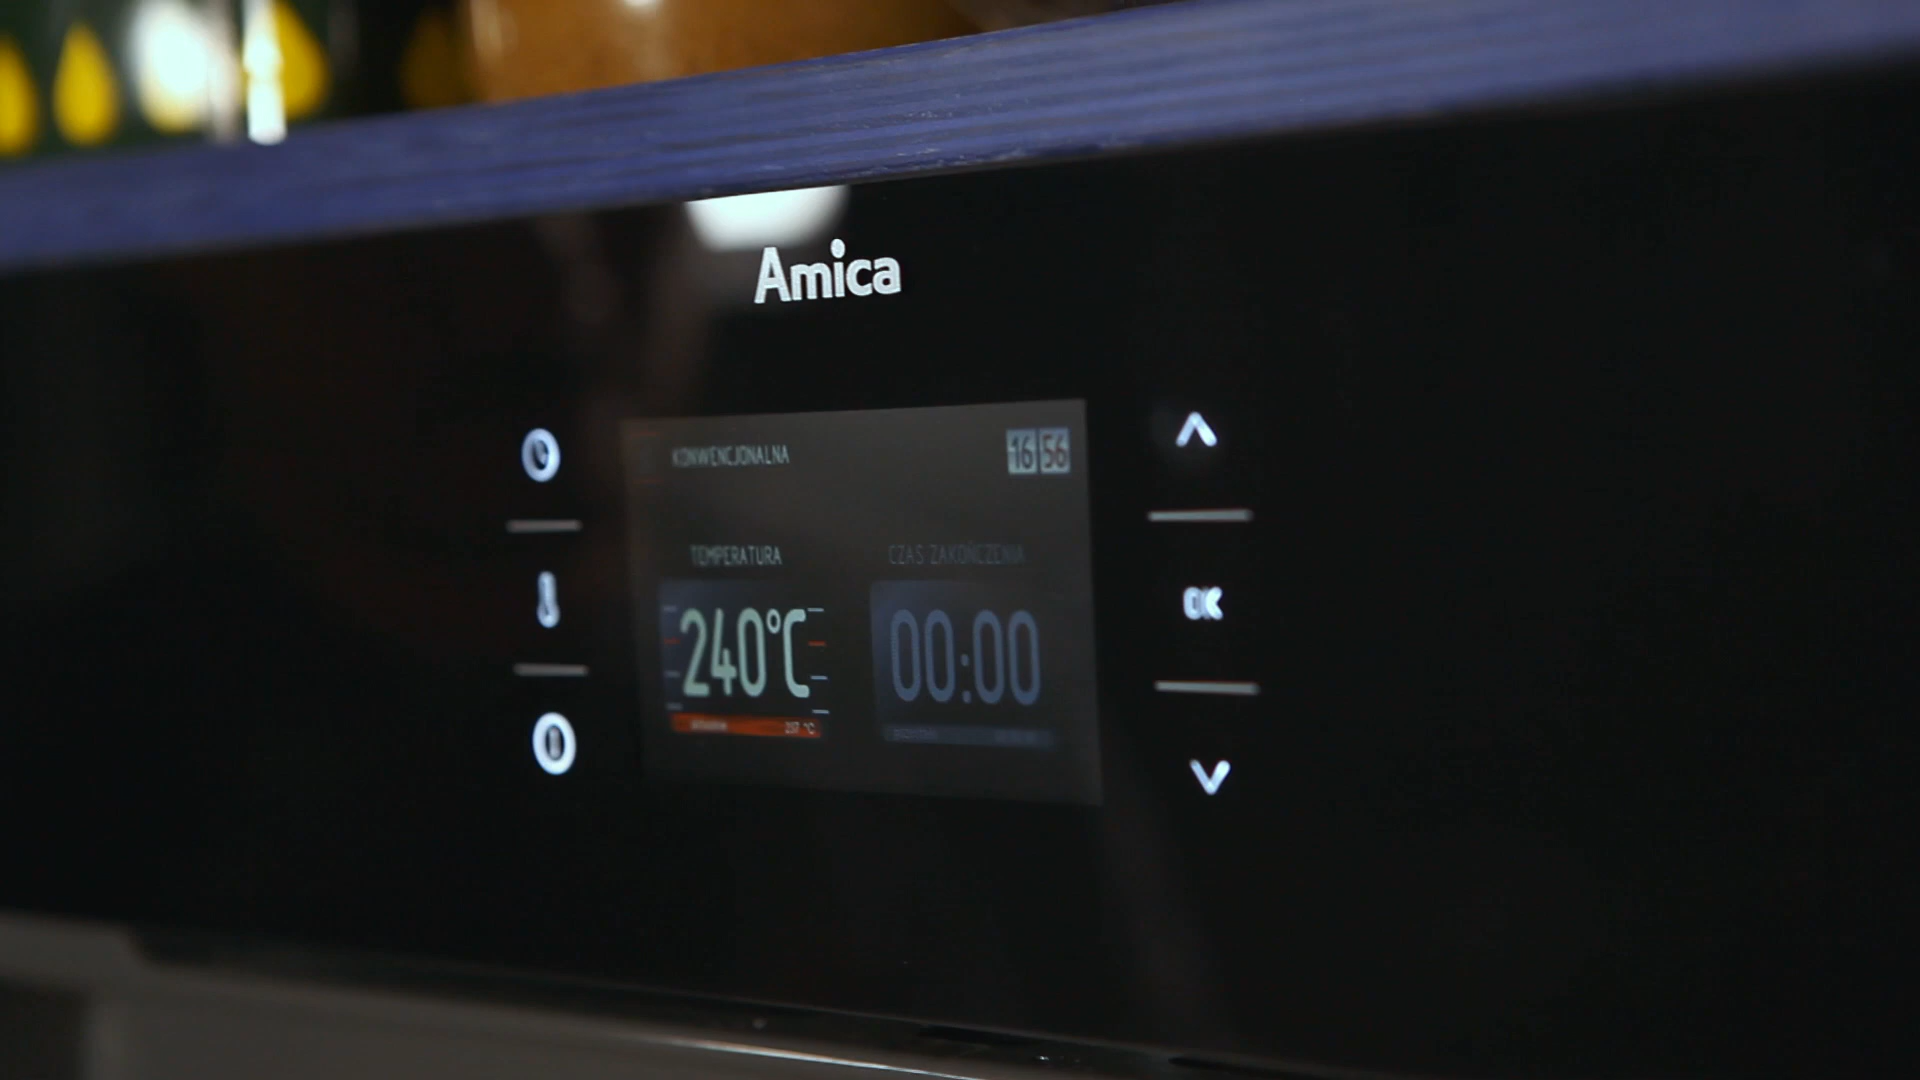 Amica
KONWENCJONALNA
16 56
TEMPERATURA
CZAS ZAKOŃCZENIA
240°C
00:00
OK